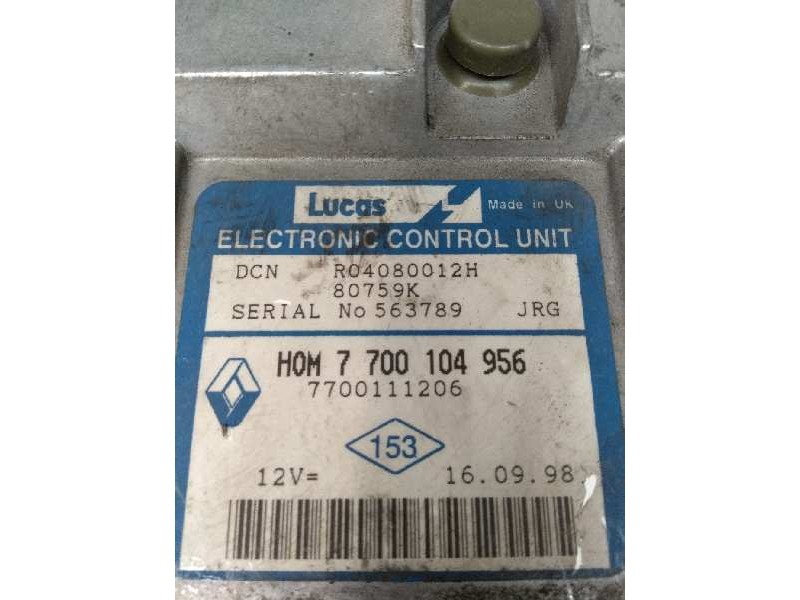 Lucas Made in UK
ELECTRONIC CONTROL UNIT
DCN R04080012H
80759K
SERIAL No 563789 JRG
HOM 7 700 104 956
7700111206
153
12V= 16.09.98